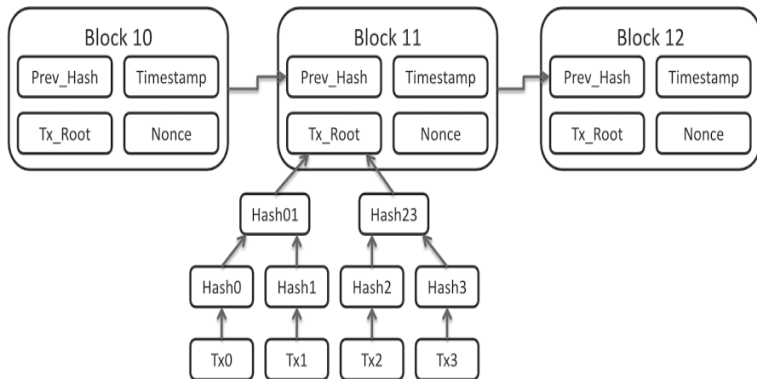 Block 10
Block 11
Block 12
Prev_Hash Timestamp
Prev_Hash Timestamp
Prev_Hash Timestamp
Tx_Root Nonce
Tx_Root Nonce
Tx_Root Nonce
Hash01 Hash23
Hash0 Hash1 Hash2 Hash3
Tx0 Tx1 Tx2 Tx3